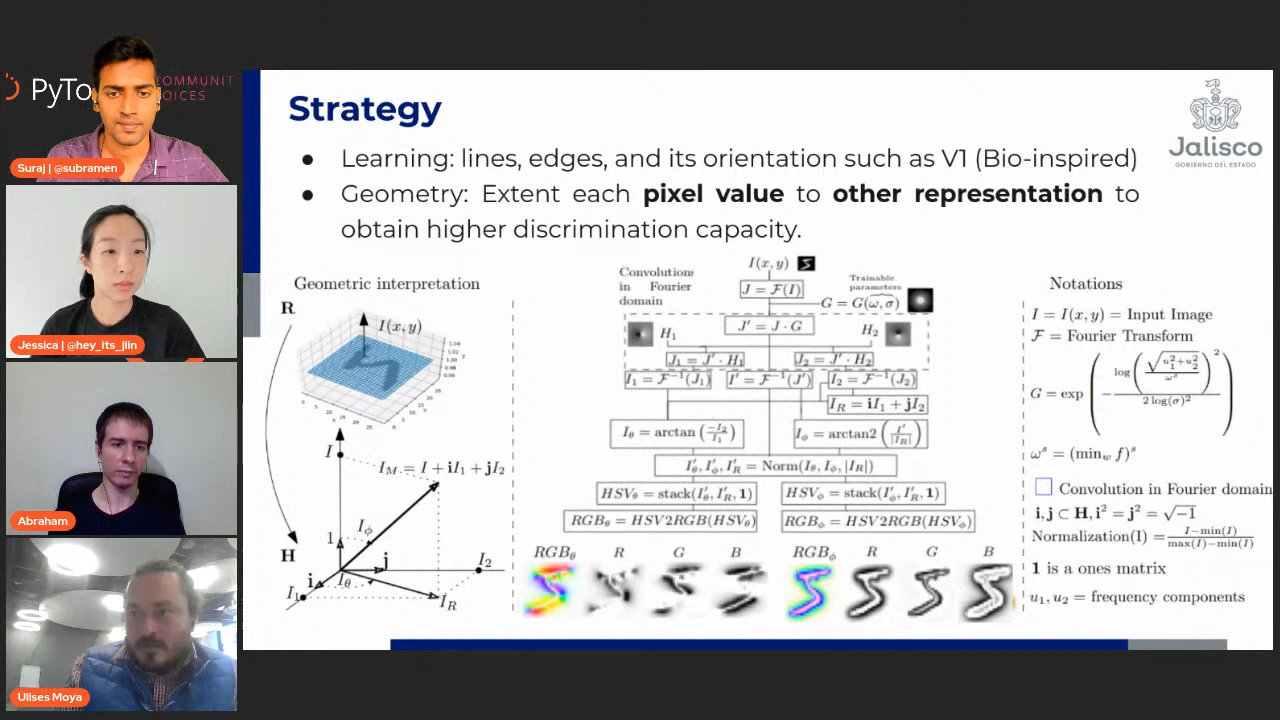 PyTo
OMMUNIT
OICES
Suraj | @subramen
Jessica | @hey_its_jlin
Abraham
Ulises Moya
Strategy
Jalisco
GOBIERNO DEL ESTADO
● Learning: lines, edges, and its orientation such as V1 (Bio-inspired)
● Geometry: Extent each pixel value to other representation to
obtain higher discrimination capacity.
Geometric interpretation
R
I(x, y)
H
I
I_M = I + iI_1 + jI_2
I_ϕ
1
j
I_2
i
I_θ
I_1
I_R
Convolutions
in Fourier
domain
I(x, y)
Trainable
parameters
J = F(I)
G = G(ω, σ)
J' = J · G
H_1
H_2
J_1 = J' · H_1
J_2 = J' · H_2
I_1 = F^{-1}(J_1)
I' = F^{-1}(J')
I_2 = F^{-1}(J_2)
I_R = iI_1 + jI_2
I_θ = arctan(-I_2/I_1)
I_ϕ = arctan2(I'/|I_R|)
I'_θ, I'_ϕ, I'_R = Norm(I_θ, I_ϕ, |I_R|)
HSV_θ = stack(I'_θ, I'_R, 1)
HSV_ϕ = stack(I'_ϕ, I'_R, 1)
RGB_θ = HSV2RGB(HSV_θ)
RGB_ϕ = HSV2RGB(HSV_ϕ)
RGB_θ R G B RGB_ϕ R G B
Notations
I = I(x, y) = Input Image
F = Fourier Transform
G = exp(-log(√(u_1^2+u_2^2)/ω^s)^2 / 2 log(σ)^2)
ω^s = (min_w f)^s
Convolution in Fourier domain
i, j ⊂ H, i^2 = j^2 = √-1
Normalization(I) = I−min(I) / max(I)−min(I)
1 is a ones matrix
u_1, u_2 = frequency components